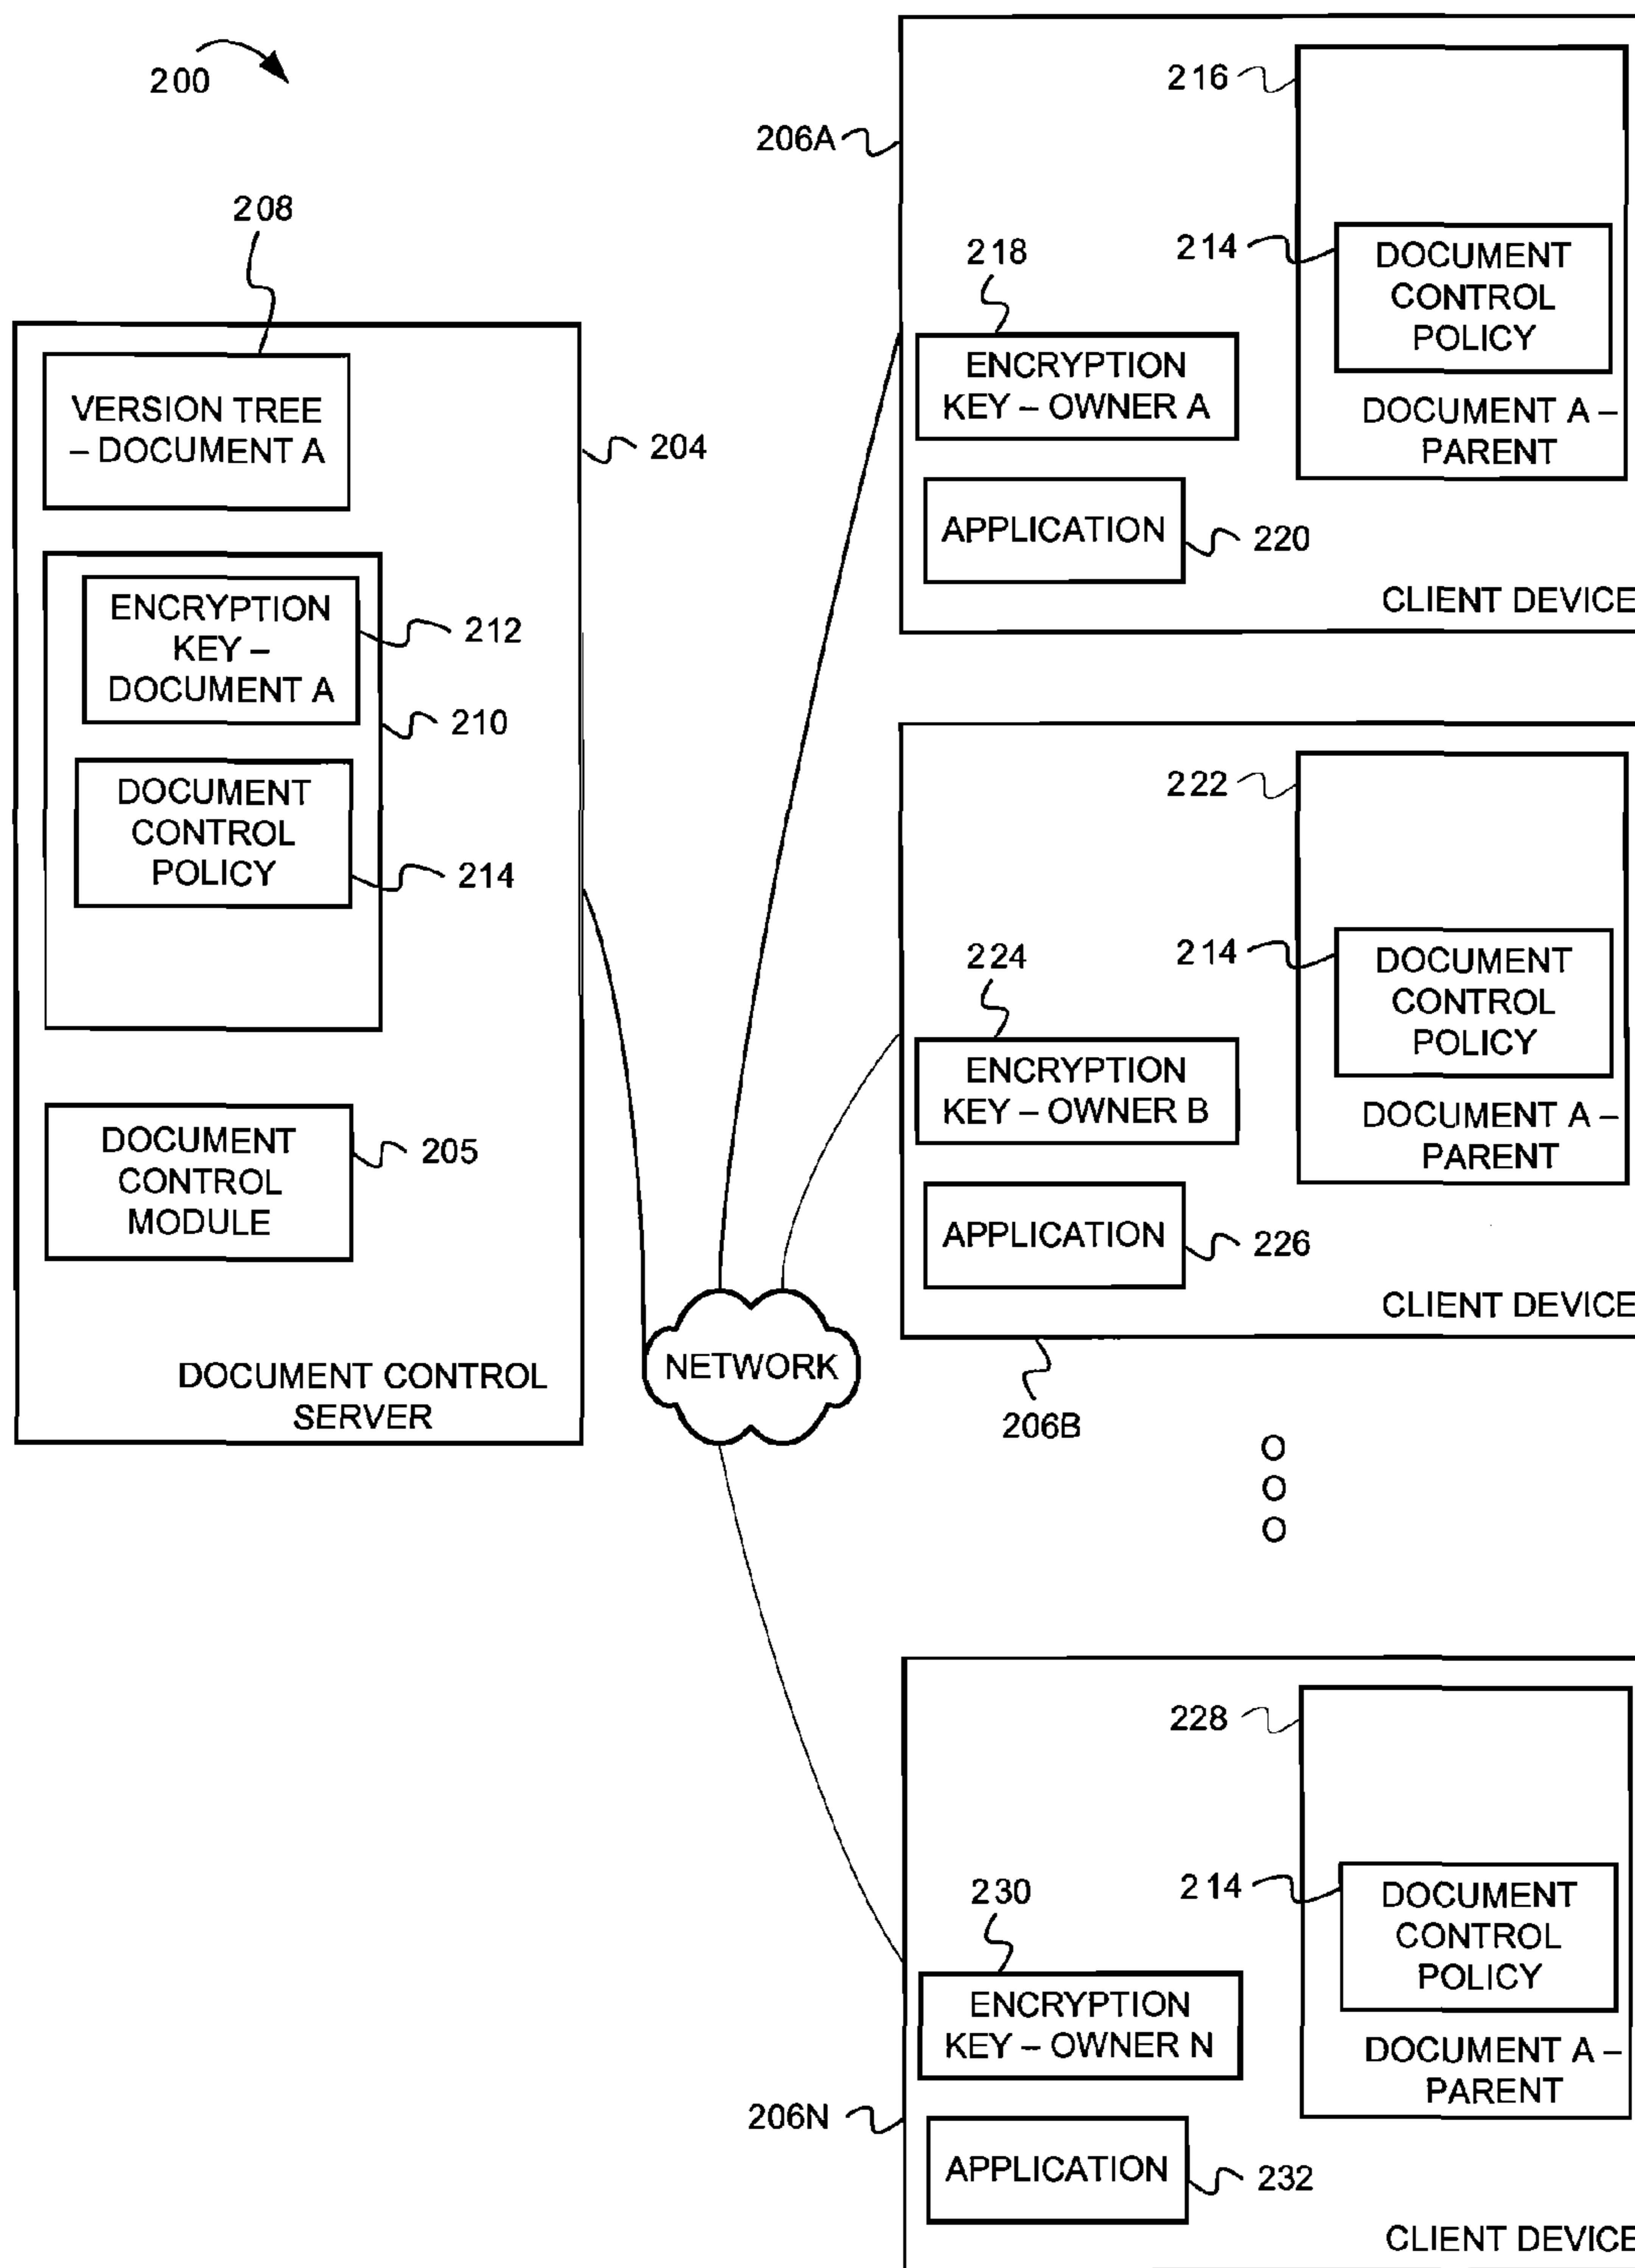 200
208
VERSION TREE
– DOCUMENT A
204
ENCRYPTION
KEY –
DOCUMENT A
212
210
DOCUMENT
CONTROL
POLICY
214
DOCUMENT
CONTROL
MODULE
205
DOCUMENT CONTROL
SERVER
NETWORK
206A
216
214
DOCUMENT
CONTROL
POLICY
DOCUMENT A –
PARENT
218
ENCRYPTION
KEY – OWNER A
APPLICATION
220
CLIENT DEVICE
222
214
DOCUMENT
CONTROL
POLICY
DOCUMENT A –
PARENT
224
ENCRYPTION
KEY – OWNER B
APPLICATION
226
CLIENT DEVICE
206B
228
214
DOCUMENT
CONTROL
POLICY
DOCUMENT A –
PARENT
230
ENCRYPTION
KEY – OWNER N
206N
APPLICATION
232
CLIENT DEVICE